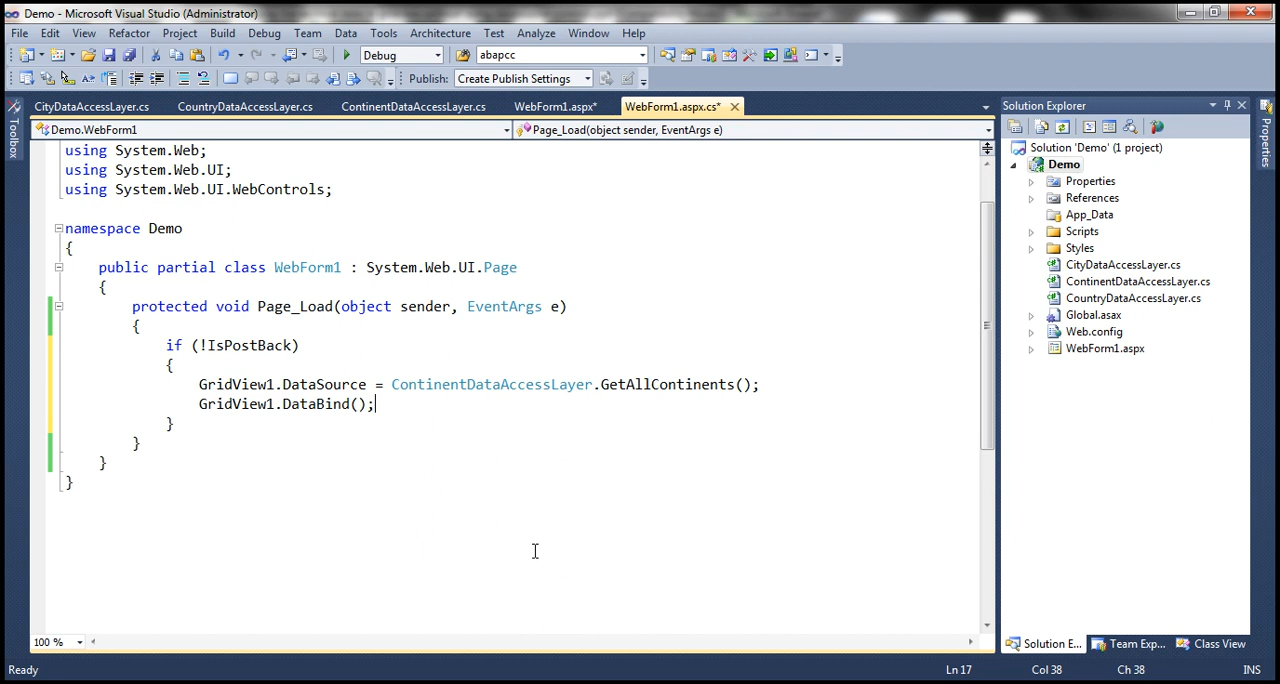 Demo - Microsoft Visual Studio (Administrator)
File Edit View Refactor Project Build Debug Team Data Tools Architecture Test Analyze Window Help
Debug abapcc
Publish: Create Publish Settings
CityDataAccessLayer.cs CountryDataAccessLayer.cs ContinentDataAccessLayer.cs WebForm1.aspx* WebForm1.aspx.cs*
Demo.WebForm1 Page_Load(object sender, EventArgs e)
using System.Web;
using System.Web.UI;
using System.Web.UI.WebControls;
namespace Demo
{
public partial class WebForm1 : System.Web.UI.Page
{
protected void Page_Load(object sender, EventArgs e)
{
if (!IsPostBack)
{
GridView1.DataSource = ContinentDataAccessLayer.GetAllContinents();
GridView1.DataBind();
}
}
}
}
100 %
Toolbox
Solution Explorer
Solution 'Demo' (1 project)
Demo
Properties
References
App_Data
Scripts
Styles
CityDataAccessLayer.cs
ContinentDataAccessLayer.cs
CountryDataAccessLayer.cs
Global.asax
Web.config
WebForm1.aspx
Solution E... Team Exp... Class View
Properties
Ready Ln 17 Col 38 Ch 38 INS